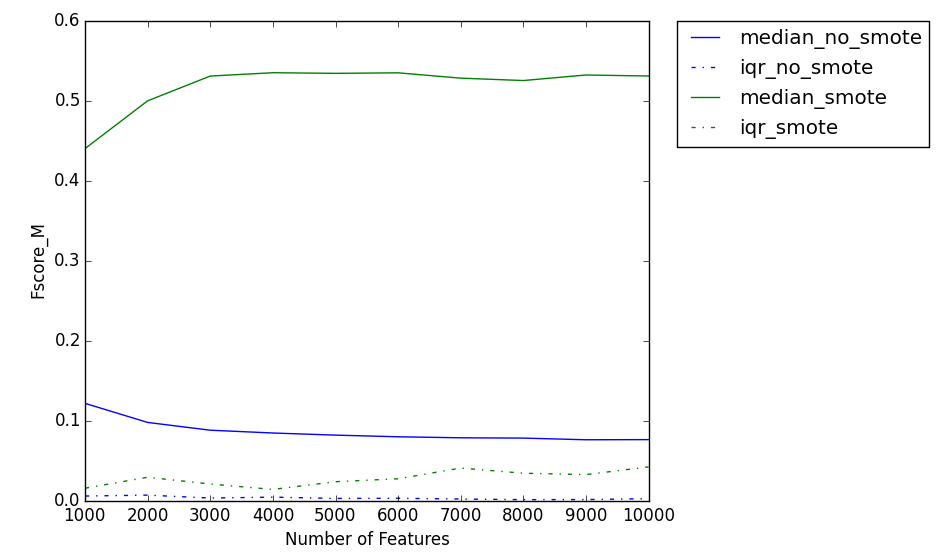 0.6
0.5
0.4
0.3
0.2
0.1
0.0
Fscore_M
1000 2000 3000 4000 5000 6000 7000 8000 9000 10000
Number of Features
median_no_smote
iqr_no_smote
median_smote
iqr_smote